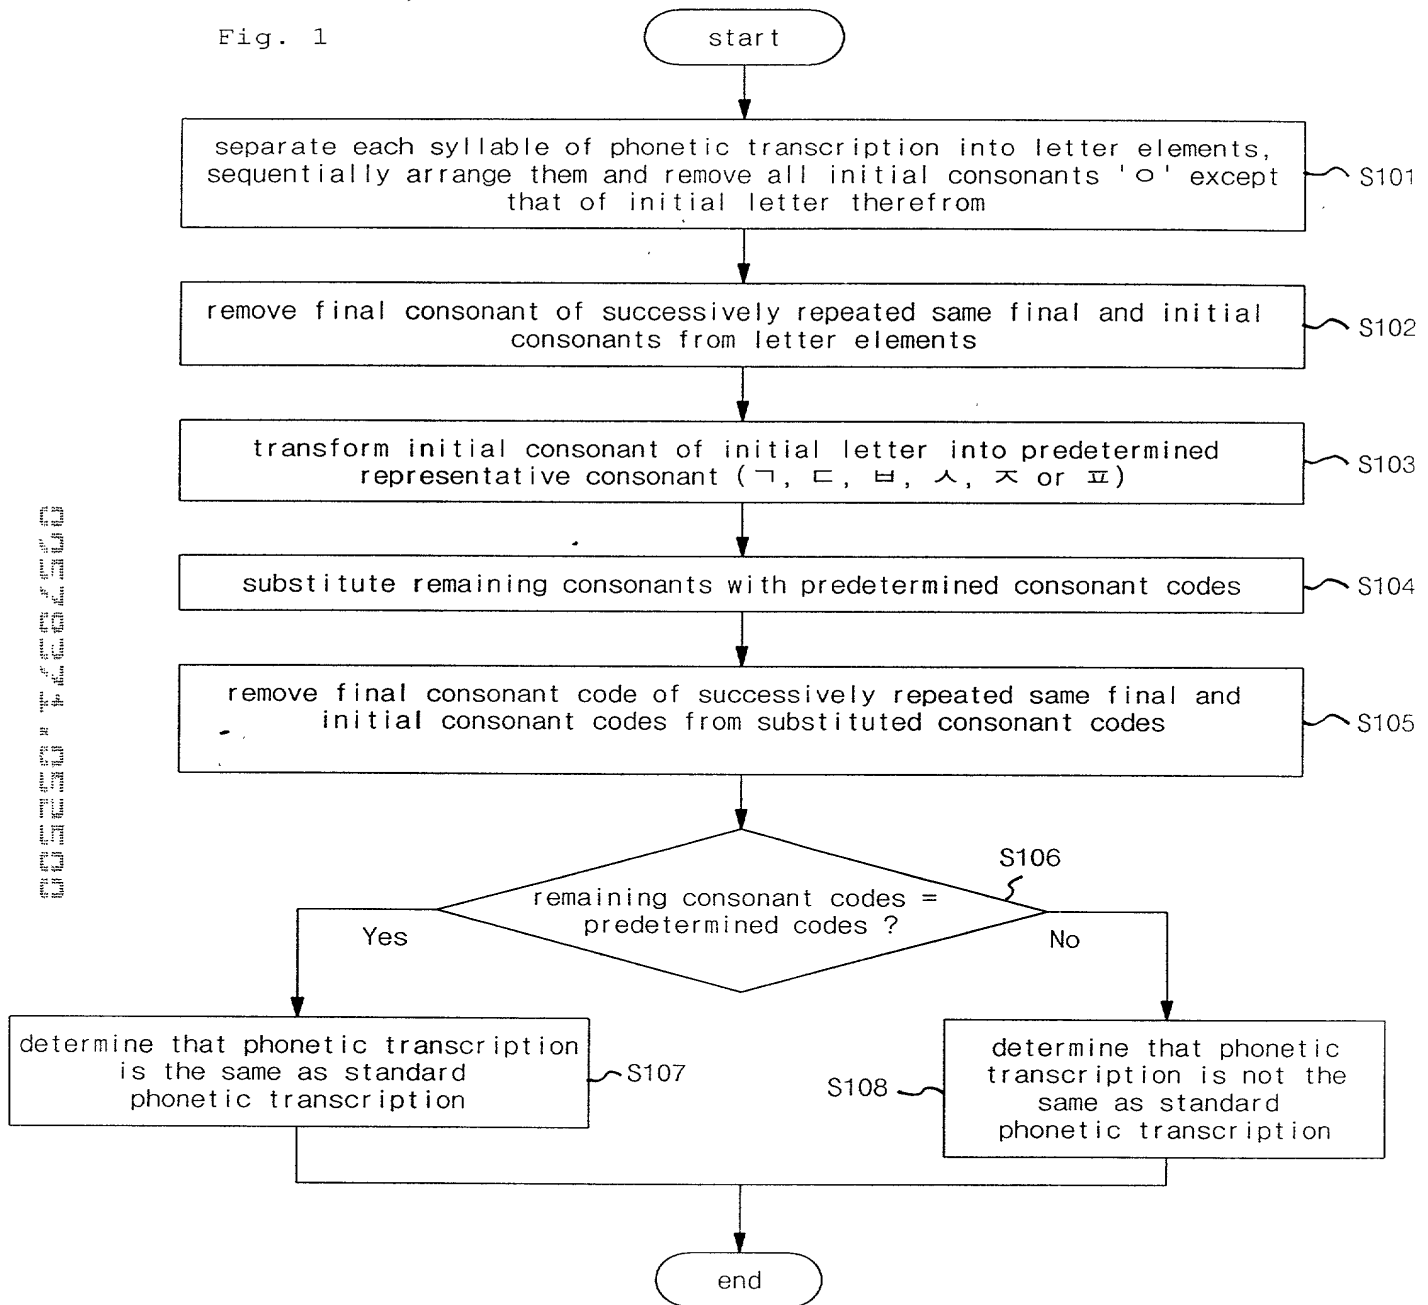 Fig. 1
start
separate each syllable of phonetic transcription into letter elements,
sequentially arrange them and remove all initial consonants 'ㅇ' except
that of initial letter therefrom
S101
remove final consonant of successively repeated same final and initial
consonants from letter elements
S102
transform initial consonant of initial letter into predetermined
representative consonant (ㄱ, ㄷ, ㅂ, ㅅ, ㅈ or ㅍ)
S103
substitute remaining consonants with predetermined consonant codes
S104
remove final consonant code of successively repeated same final and
initial consonant codes from substituted consonant codes
S105
S106
remaining consonant codes =
predetermined codes ?
Yes
No
determine that phonetic transcription
is the same as standard
phonetic transcription
S107
S108
determine that phonetic
transcription is not the
same as standard
phonetic transcription
end